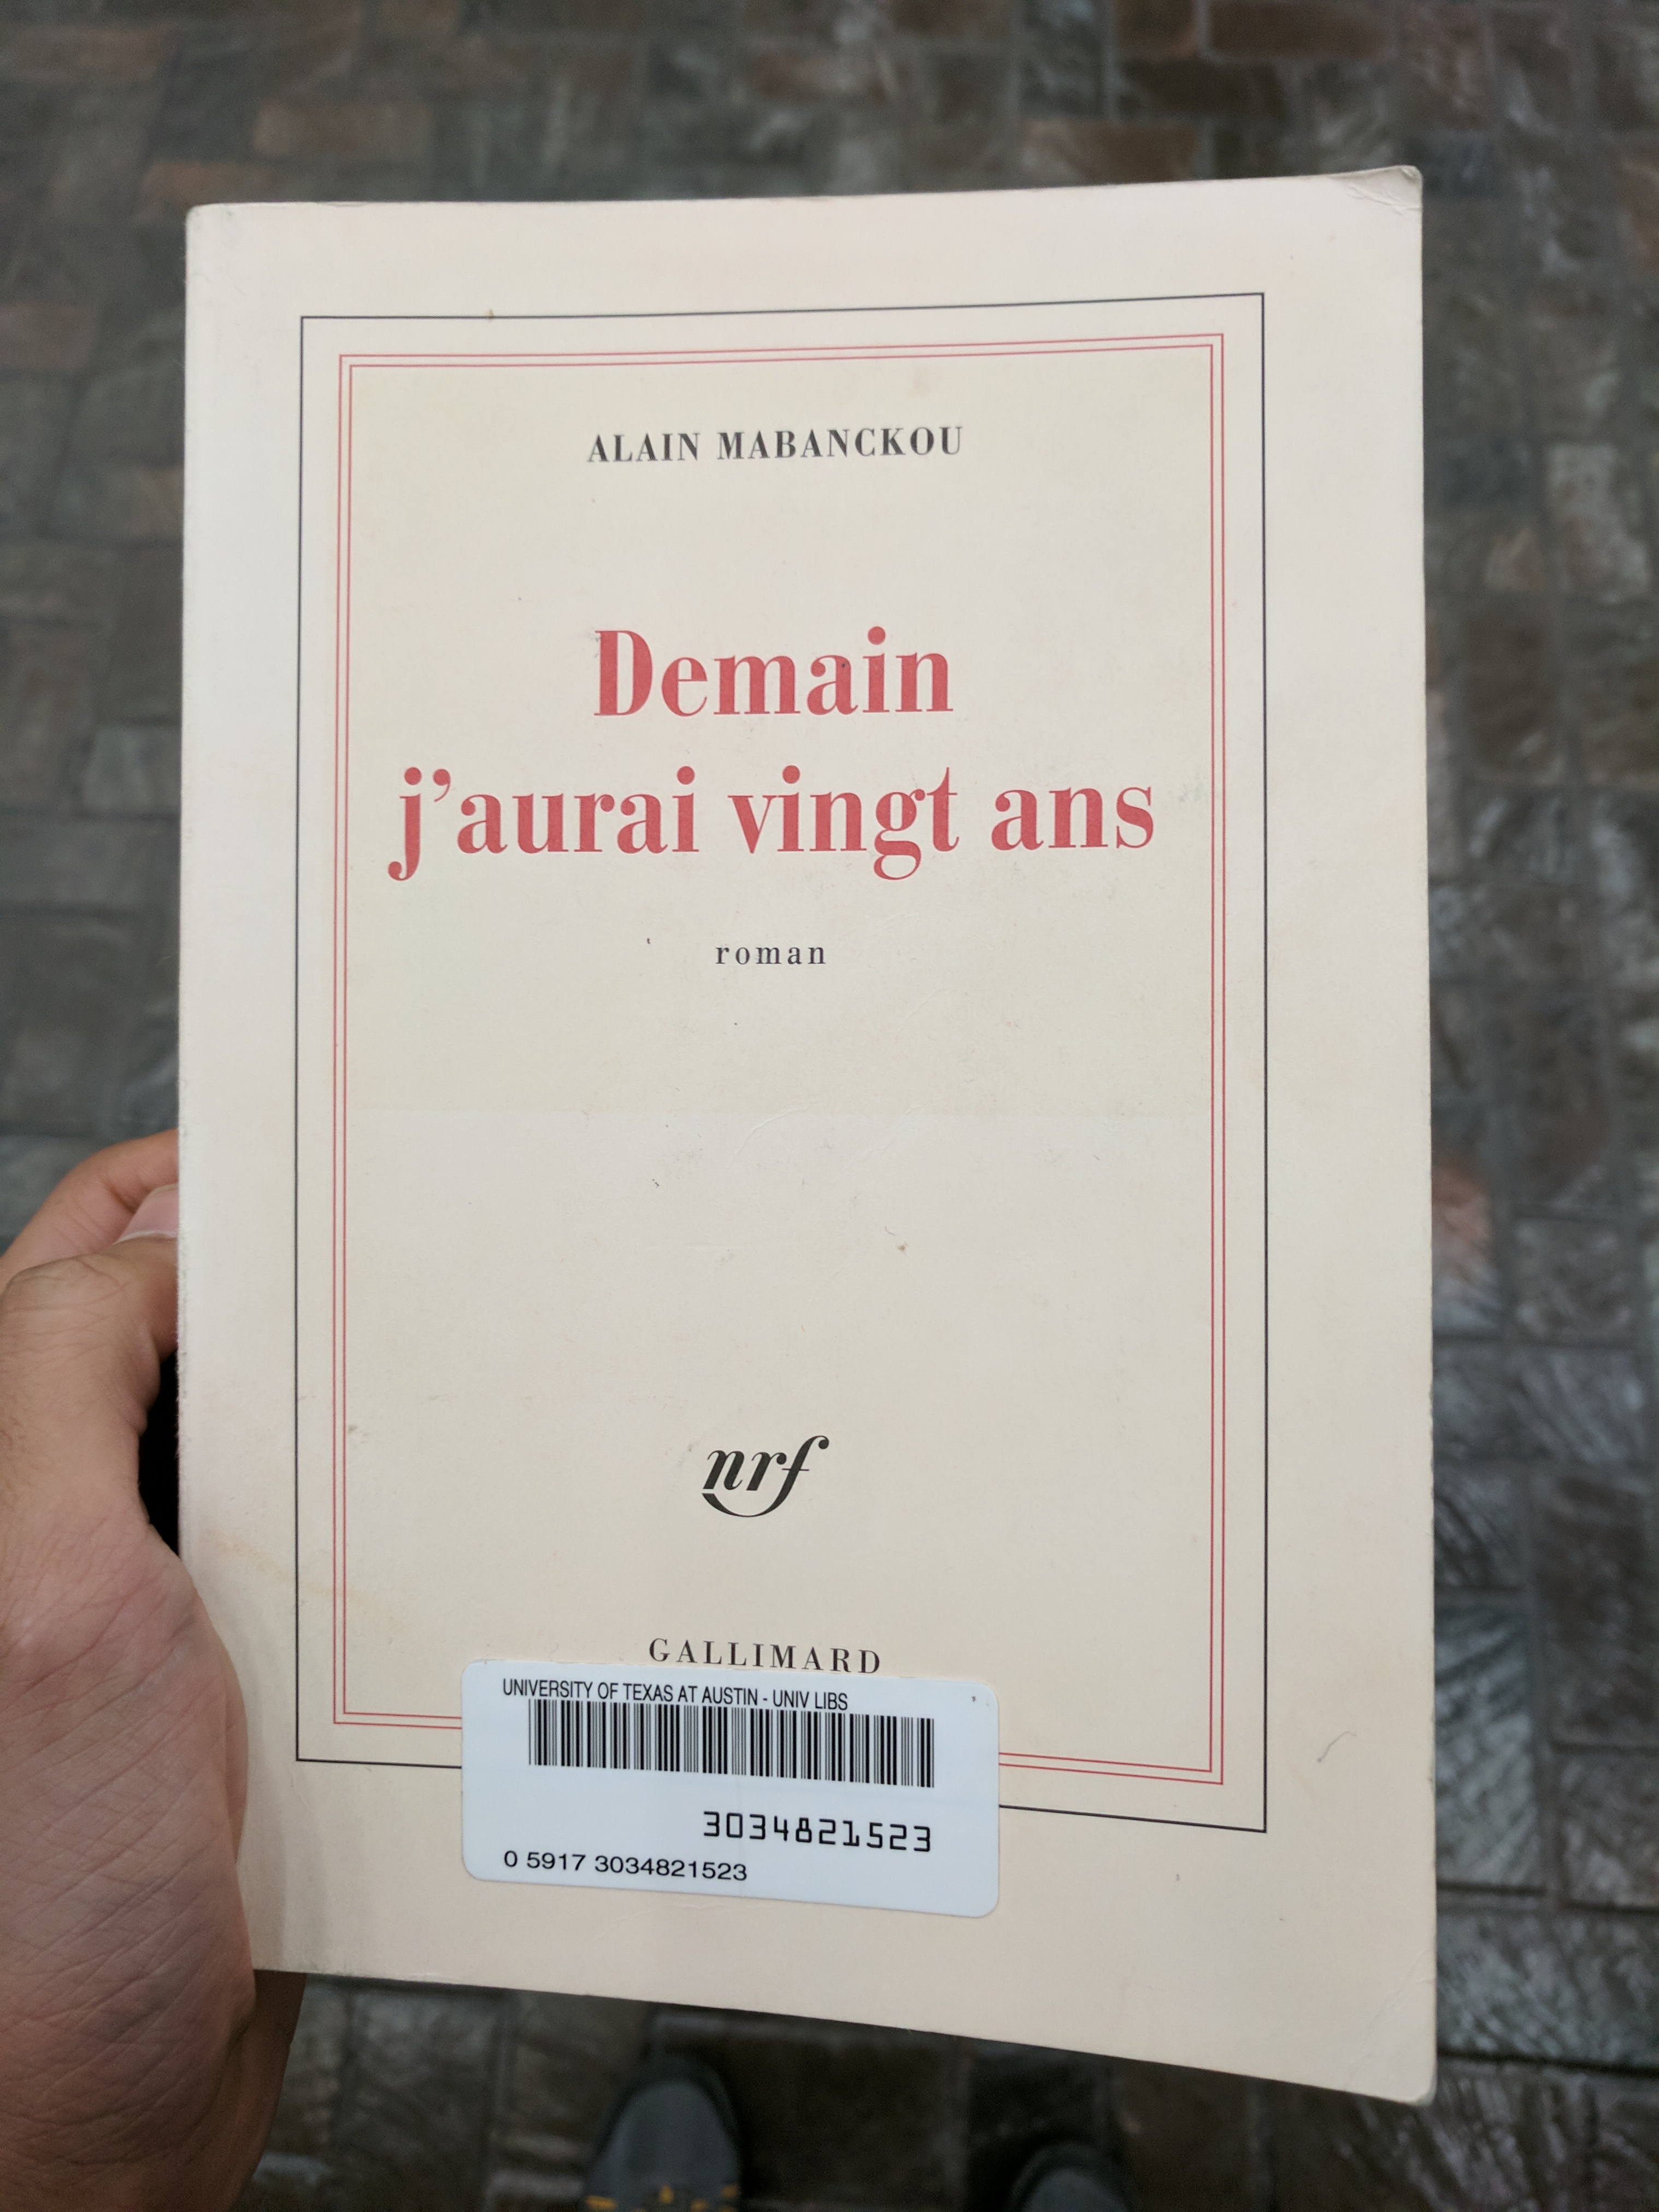 ALAIN MABANCKOU
Demain
j'aurai vingt ans
roman
nrf
GALLIMARD
UNIVERSITY OF TEXAS AT AUSTIN - UNIV LIBS
3034821523
0 5917 3034821523